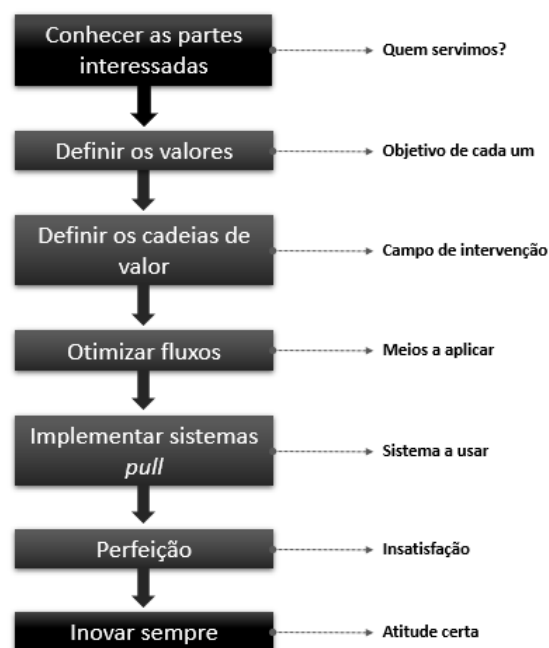 Conhecer as partes
interessadas
Quem servimos?
Definir os valores
Objetivo de cada um
Definir os cadeias de
valor
Campo de intervenção
Otimizar fluxos
Meios a aplicar
Implementar sistemas
pull
Sistema a usar
Perfeição
Insatisfação
Inovar sempre
Atitude certa